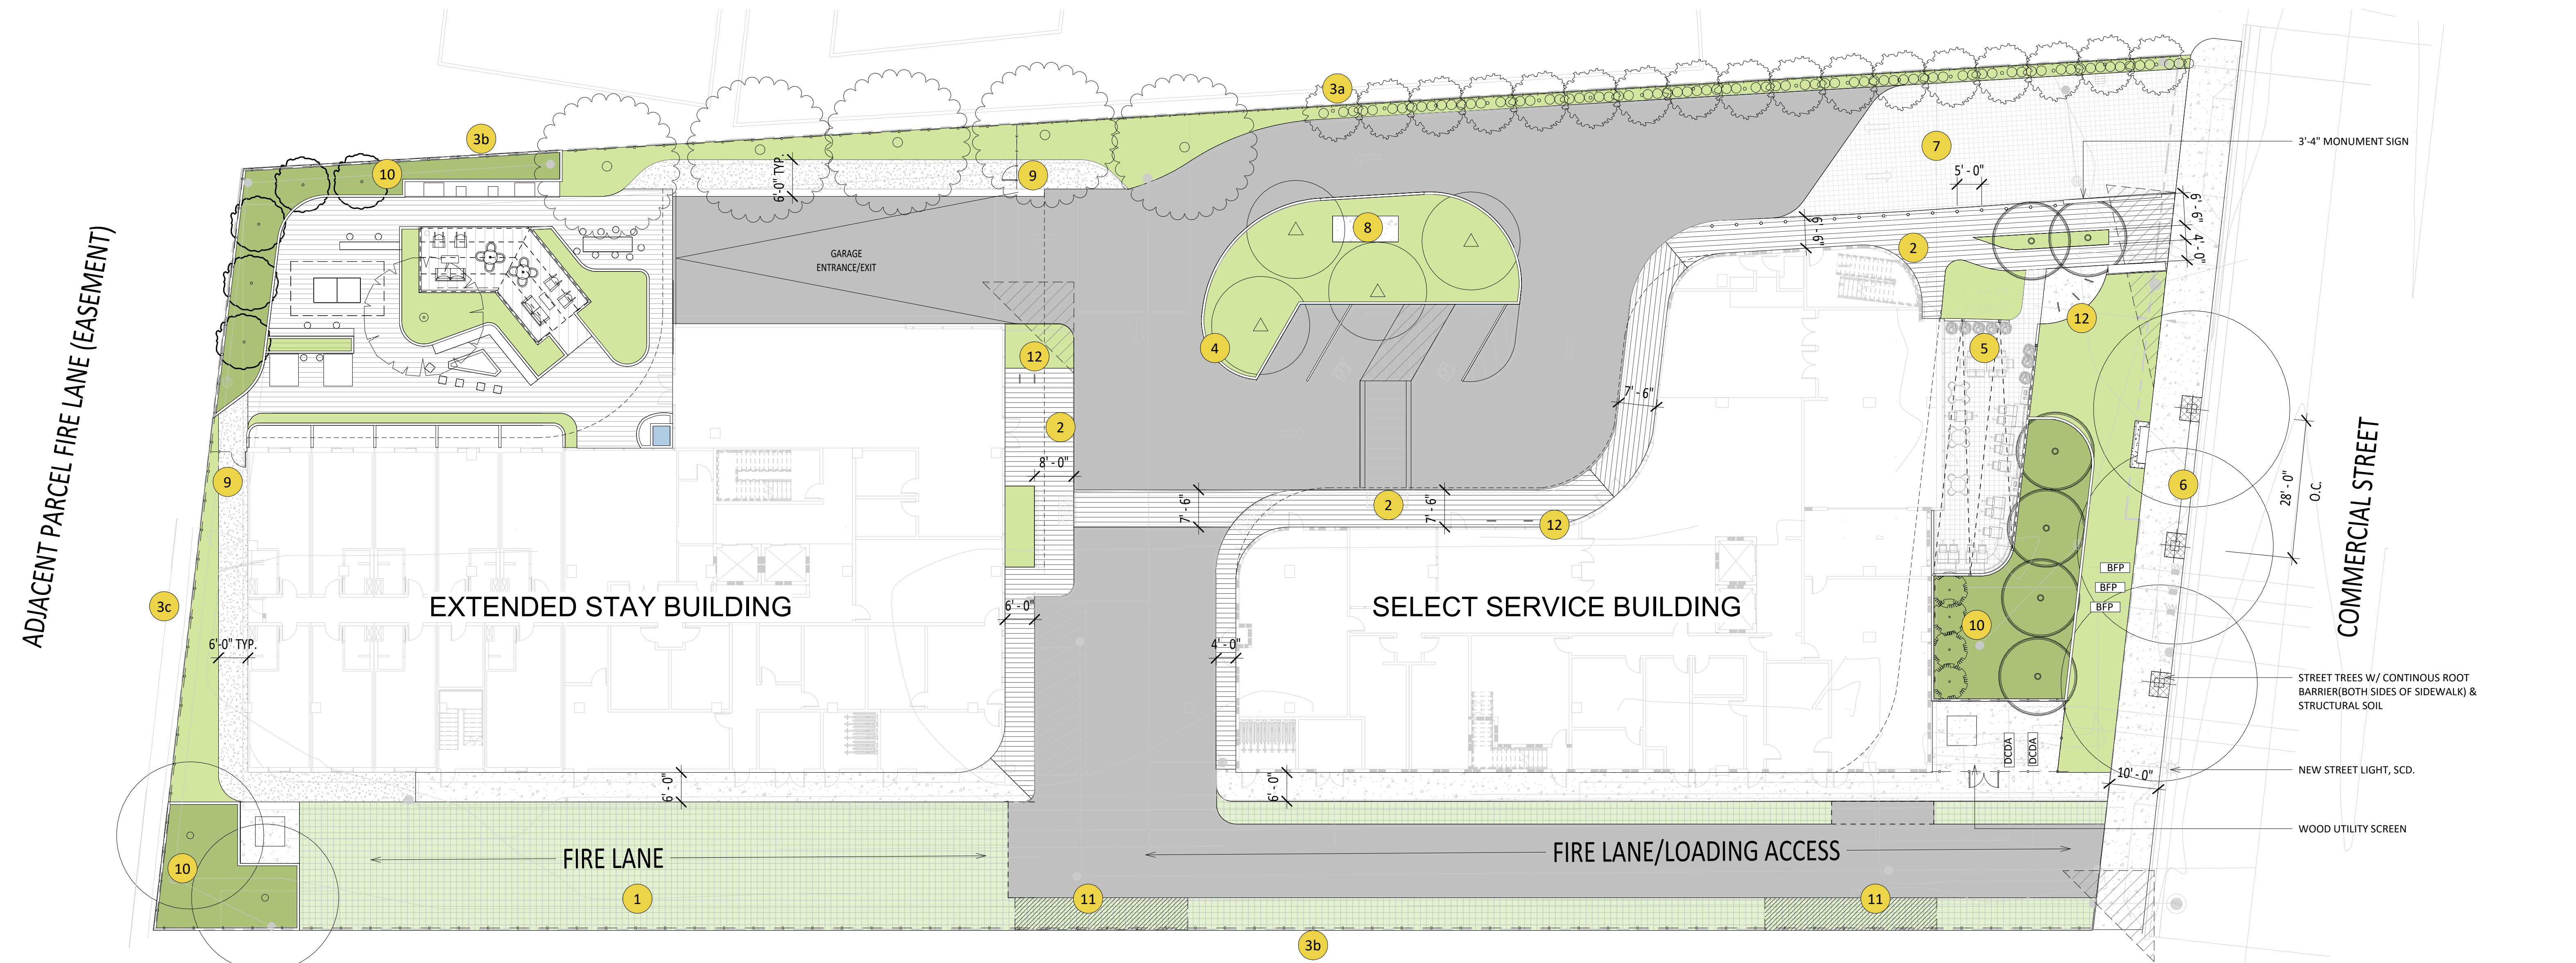 3a
3b
10
9
7
3'-4" MONUMENT SIGN
6'-0" TYP.
5' - 0"
6' - 6"
8
2
6' - 6"
4' - 0"
GARAGE
ENTRANCE/EXIT
ADJACENT PARCEL FIRE LANE (EASEMENT)
12
4
12
5
7' - 6"
2
8' - 0"
9
7' - 6"
2
7' - 6"
12
6
28' - 0"
O.C.
COMMERCIAL STREET
BFP
BFP
BFP
3c
EXTENDED STAY BUILDING
6' - 0"
SELECT SERVICE BUILDING
10
6'-0" TYP.
4' - 0"
STREET TREES W/ CONTINOUS ROOT
BARRIER(BOTH SIDES OF SIDEWALK) &
STRUCTURAL SOIL
DCDA
DCDA
NEW STREET LIGHT, SCD.
6' - 0"
6' - 0"
10' - 0"
WOOD UTILITY SCREEN
FIRE LANE
FIRE LANE/LOADING ACCESS
10
1
11
11
3b